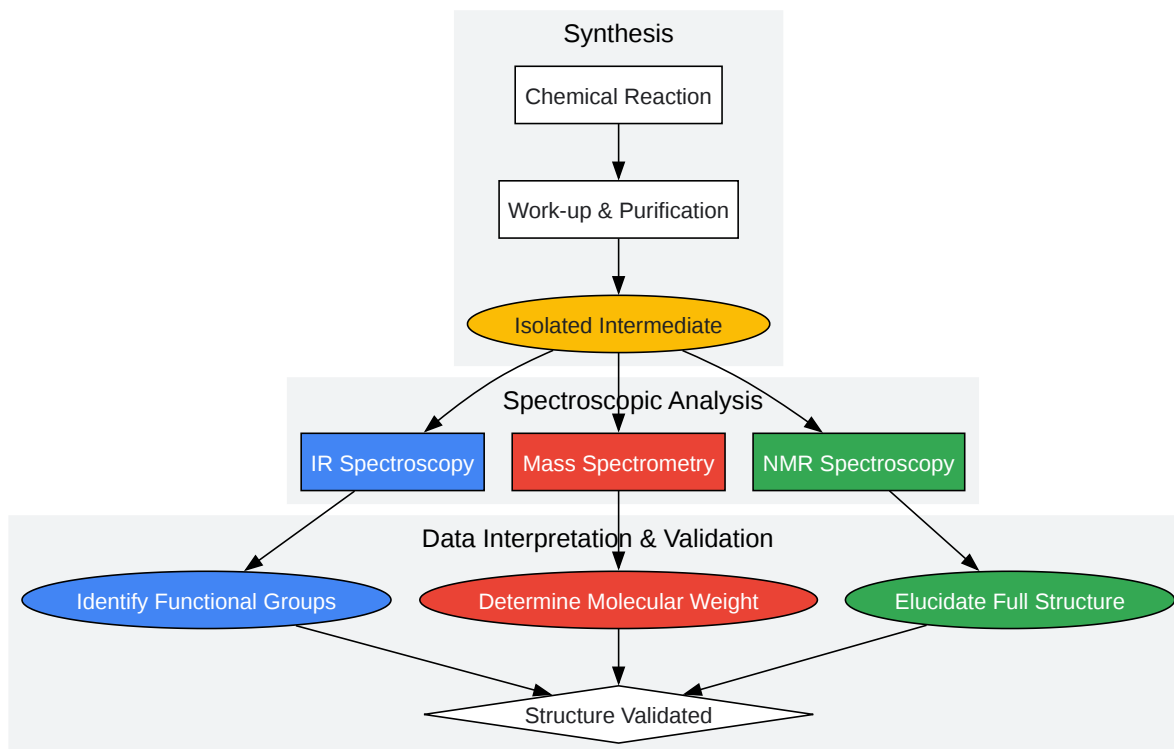 Synthesis
Chemical Reaction
Work-up & Purification
Isolated Intermediate
Spectroscopic Analysis
IR Spectroscopy
Mass Spectrometry
NMR Spectroscopy
Data Interpretation & Validation
Identify Functional Groups
Determine Molecular Weight
Elucidate Full Structure
Structure Validated